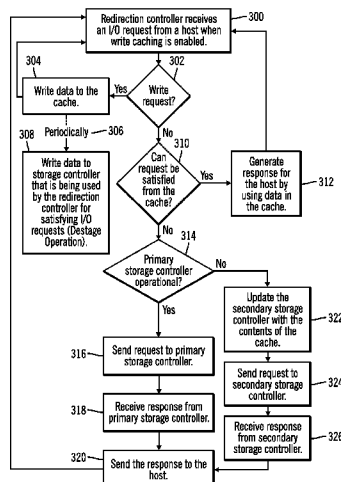 Redirection controller receives
an I/O request from a host when
write caching is enabled.
300
304
302
Write data to the
cache.
Yes
Write
request?
Periodically
306
308
No
Write data to
storage controller
that is being used
by the redirection
controller for
satisfying I/O
requests (Destage
Operation).
310
Can
request be
satisfied
from the
cache?
Yes
Generate
response for
the host by
using data in
the cache.
312
No
314
Primary
storage controller
operational?
No
Yes
Update the
secondary storage
controller with the
contents of the
cache.
322
316
Send request to primary
storage controller.
Send request to
secondary storage
controller.
324
318
Receive response from
primary storage controller.
Receive response
from secondary
storage controller.
326
320
Send the response to the
host.